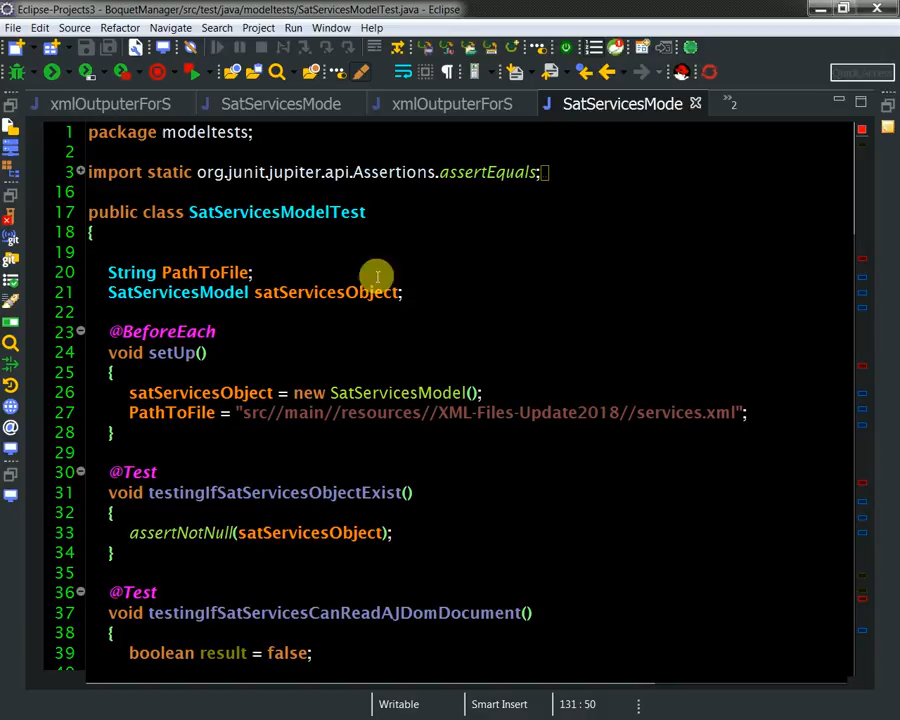 Eclipse-Projects3 - BoquetManager/src/test/java/modeltests/SatServicesModelTest.java - Eclipse
File Edit Source Refactor Navigate Search Project Run Window Help
Quick Access
xmlOutputerForS SatServicesMode xmlOutputerForS SatServicesMode »2
1 package modeltests;
2
3 import static org.junit.jupiter.api.Assertions.assertEquals;
16
17 public class SatServicesModelTest
18 {
19
20 String PathToFile;
21 SatServicesModel satServicesObject;
22
23 @BeforeEach
24 void setUp()
25 {
26 satServicesObject = new SatServicesModel();
27 PathToFile = "src//main//resources//XML-Files-Update2018//services.xml";
28 }
29
30 @Test
31 void testingIfSatServicesObjectExist()
32 {
33 assertNotNull(satServicesObject);
34 }
35
36 @Test
37 void testingIfSatServicesCanReadAJDomDocument()
38 {
39 boolean result = false;
Writable Smart Insert 131 : 50